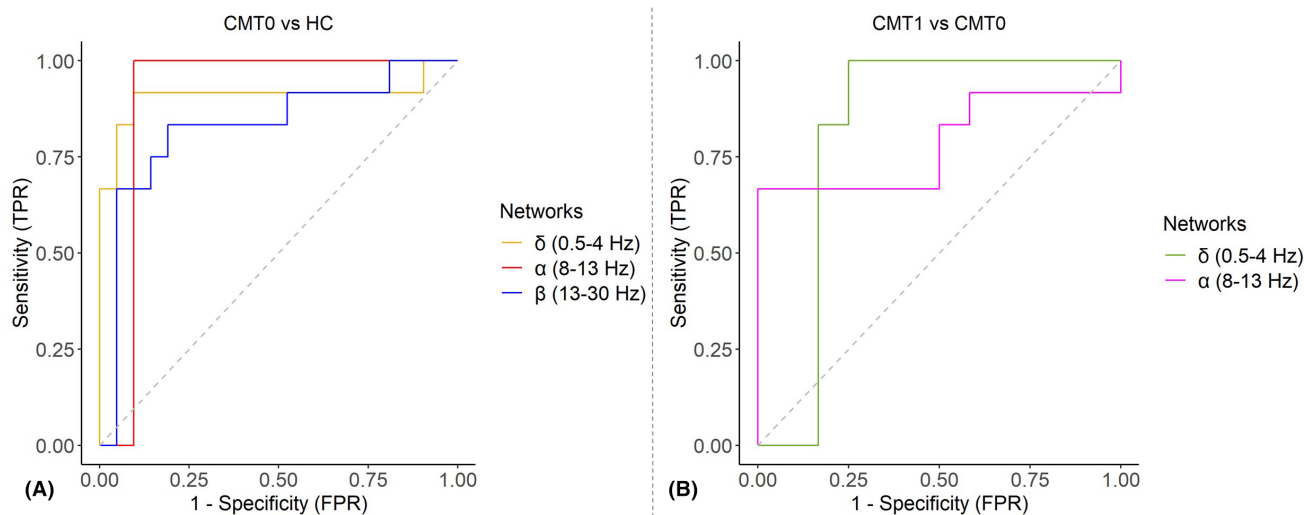 CMT0 vs HC
1.00
0.75
0.50
0.25
0.00
Sensitivity (TPR)
0.00 0.25 0.50 0.75 1.00
1 - Specificity (FPR)
(A)
Networks
δ (0.5-4 Hz)
α (8-13 Hz)
β (13-30 Hz)
CMT1 vs CMT0
1.00
0.75
0.50
0.25
0.00
Sensitivity (TPR)
0.00 0.25 0.50 0.75 1.00
1 - Specificity (FPR)
(B)
Networks
δ (0.5-4 Hz)
α (8-13 Hz)